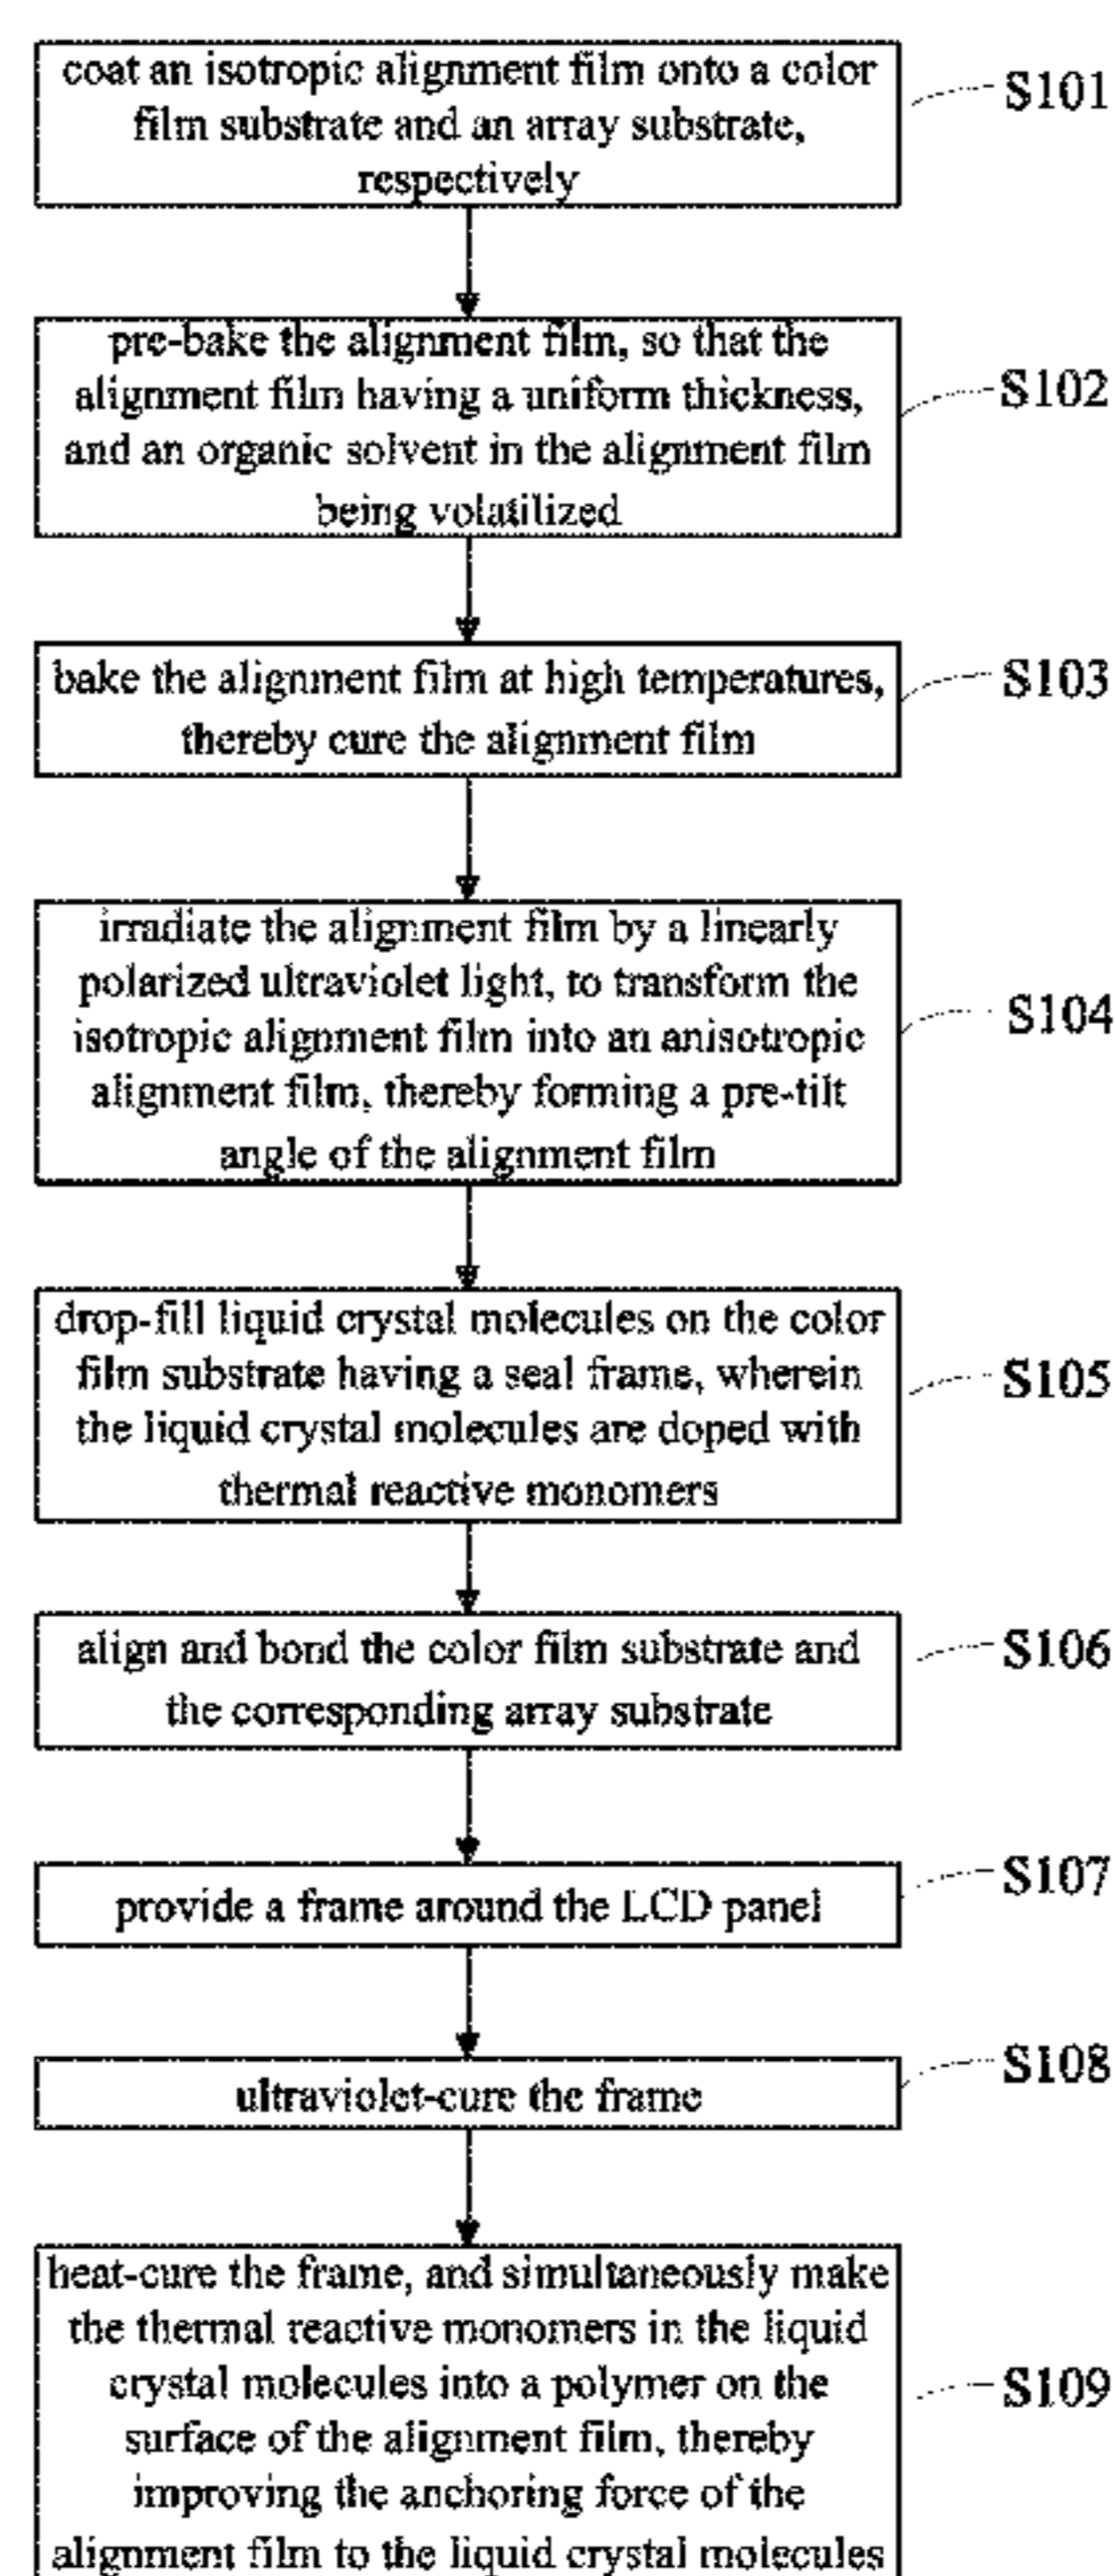 coat an isotropic alignment film onto a color
film substrate and an array substrate,
respectively
S101
pre-bake the alignment film, so that the
alignment film having a uniform thickness,
and an organic solvent in the alignment film
being volatilized
S102
bake the alignment film at high temperatures,
thereby cure the alignment film
S103
irradiate the alignment film by a linearly
polarized ultraviolet light, to transform the
isotropic alignment film into an anisotropic
alignment film, thereby forming a pre-tilt
angle of the alignment film
S104
drop-fill liquid crystal molecules on the color
film substrate having a seal frame, wherein
the liquid crystal molecules are doped with
thermal reactive monomers
S105
align and bond the color film substrate and
the corresponding array substrate
S106
provide a frame around the LCD panel
S107
ultraviolet-cure the frame
S108
heat-cure the frame, and simultaneously make
the thermal reactive monomers in the liquid
crystal molecules into a polymer on the
surface of the alignment film, thereby
improving the anchoring force of the
alignment film to the liquid crystal molecules
S109